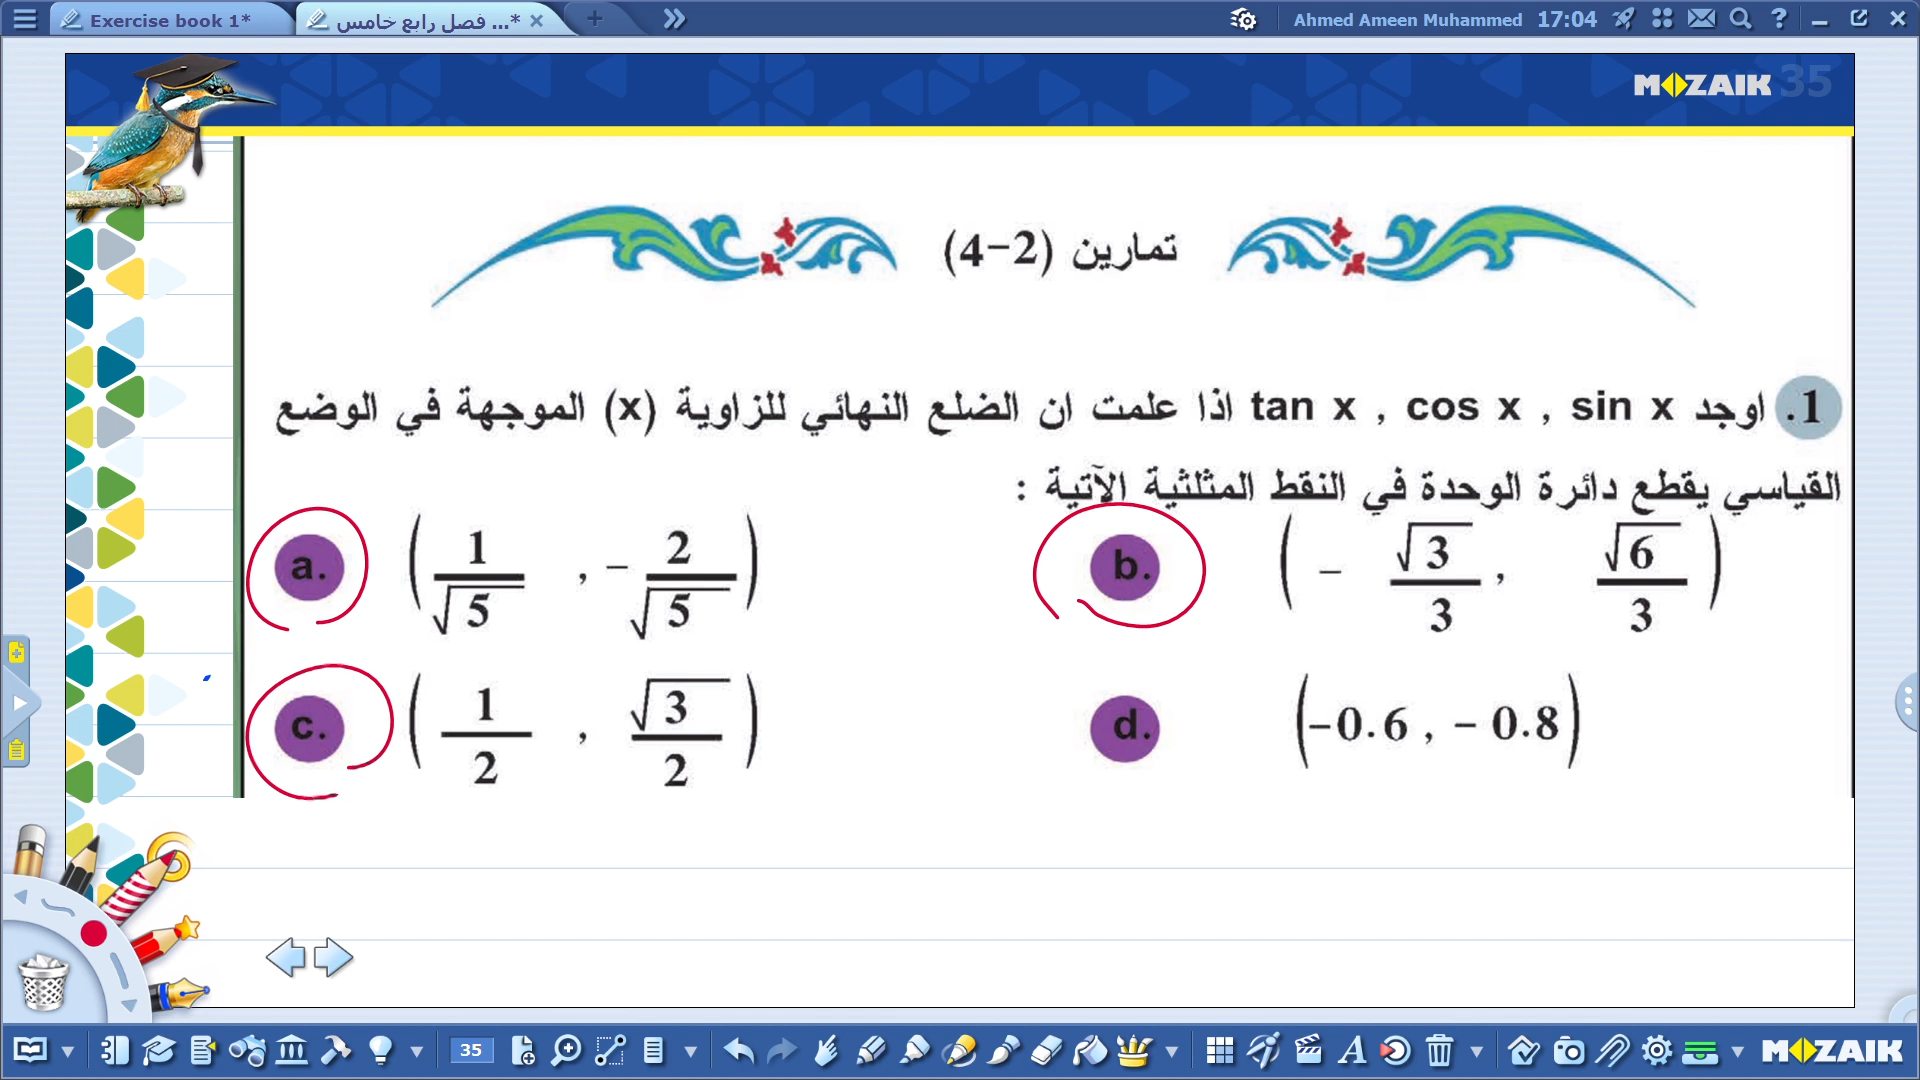 Exercise book 1*
فصل رابع خامس ...*
Ahmed Ameen Muhammed 17:04
MOZAIK 35
تمارين (4-2)
1. اوجد tan x , cos x , sin x اذا علمت ان الضلع النهائي للزاوية (x) الموجهة في الوضع
القياسي يقطع دائرة الوحدة في النقط المثلثية الآتية :
a. (1/√5 , -2/√5)
b. (-√3/3 , √6/3)
c. (1/2 , √3/2)
d. (-0.6 , -0.8)
35
MOZAIK